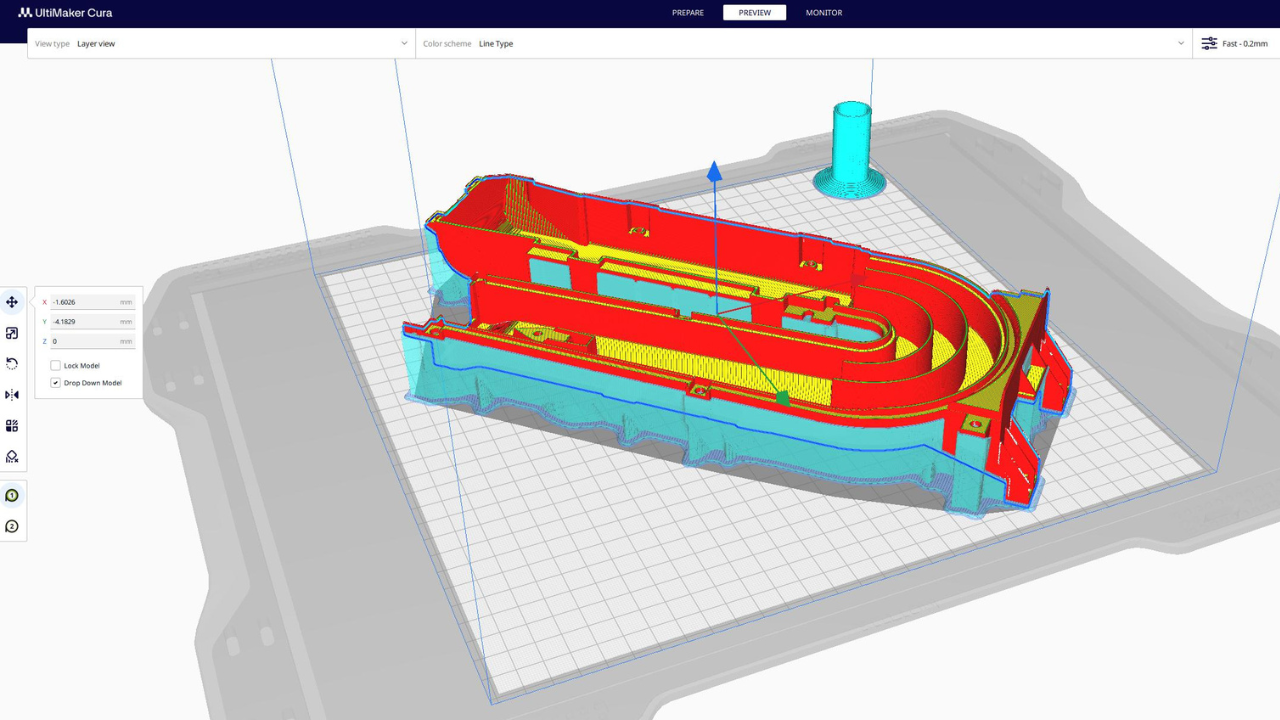 UltiMaker Cura
PREPARE PREVIEW MONITOR
View type Layer view Color scheme Line Type Fast - 0.2mm
X -1.6026 mm
Y -4.1829 mm
Z 0 mm
Lock Model
Drop Down Model
1
2